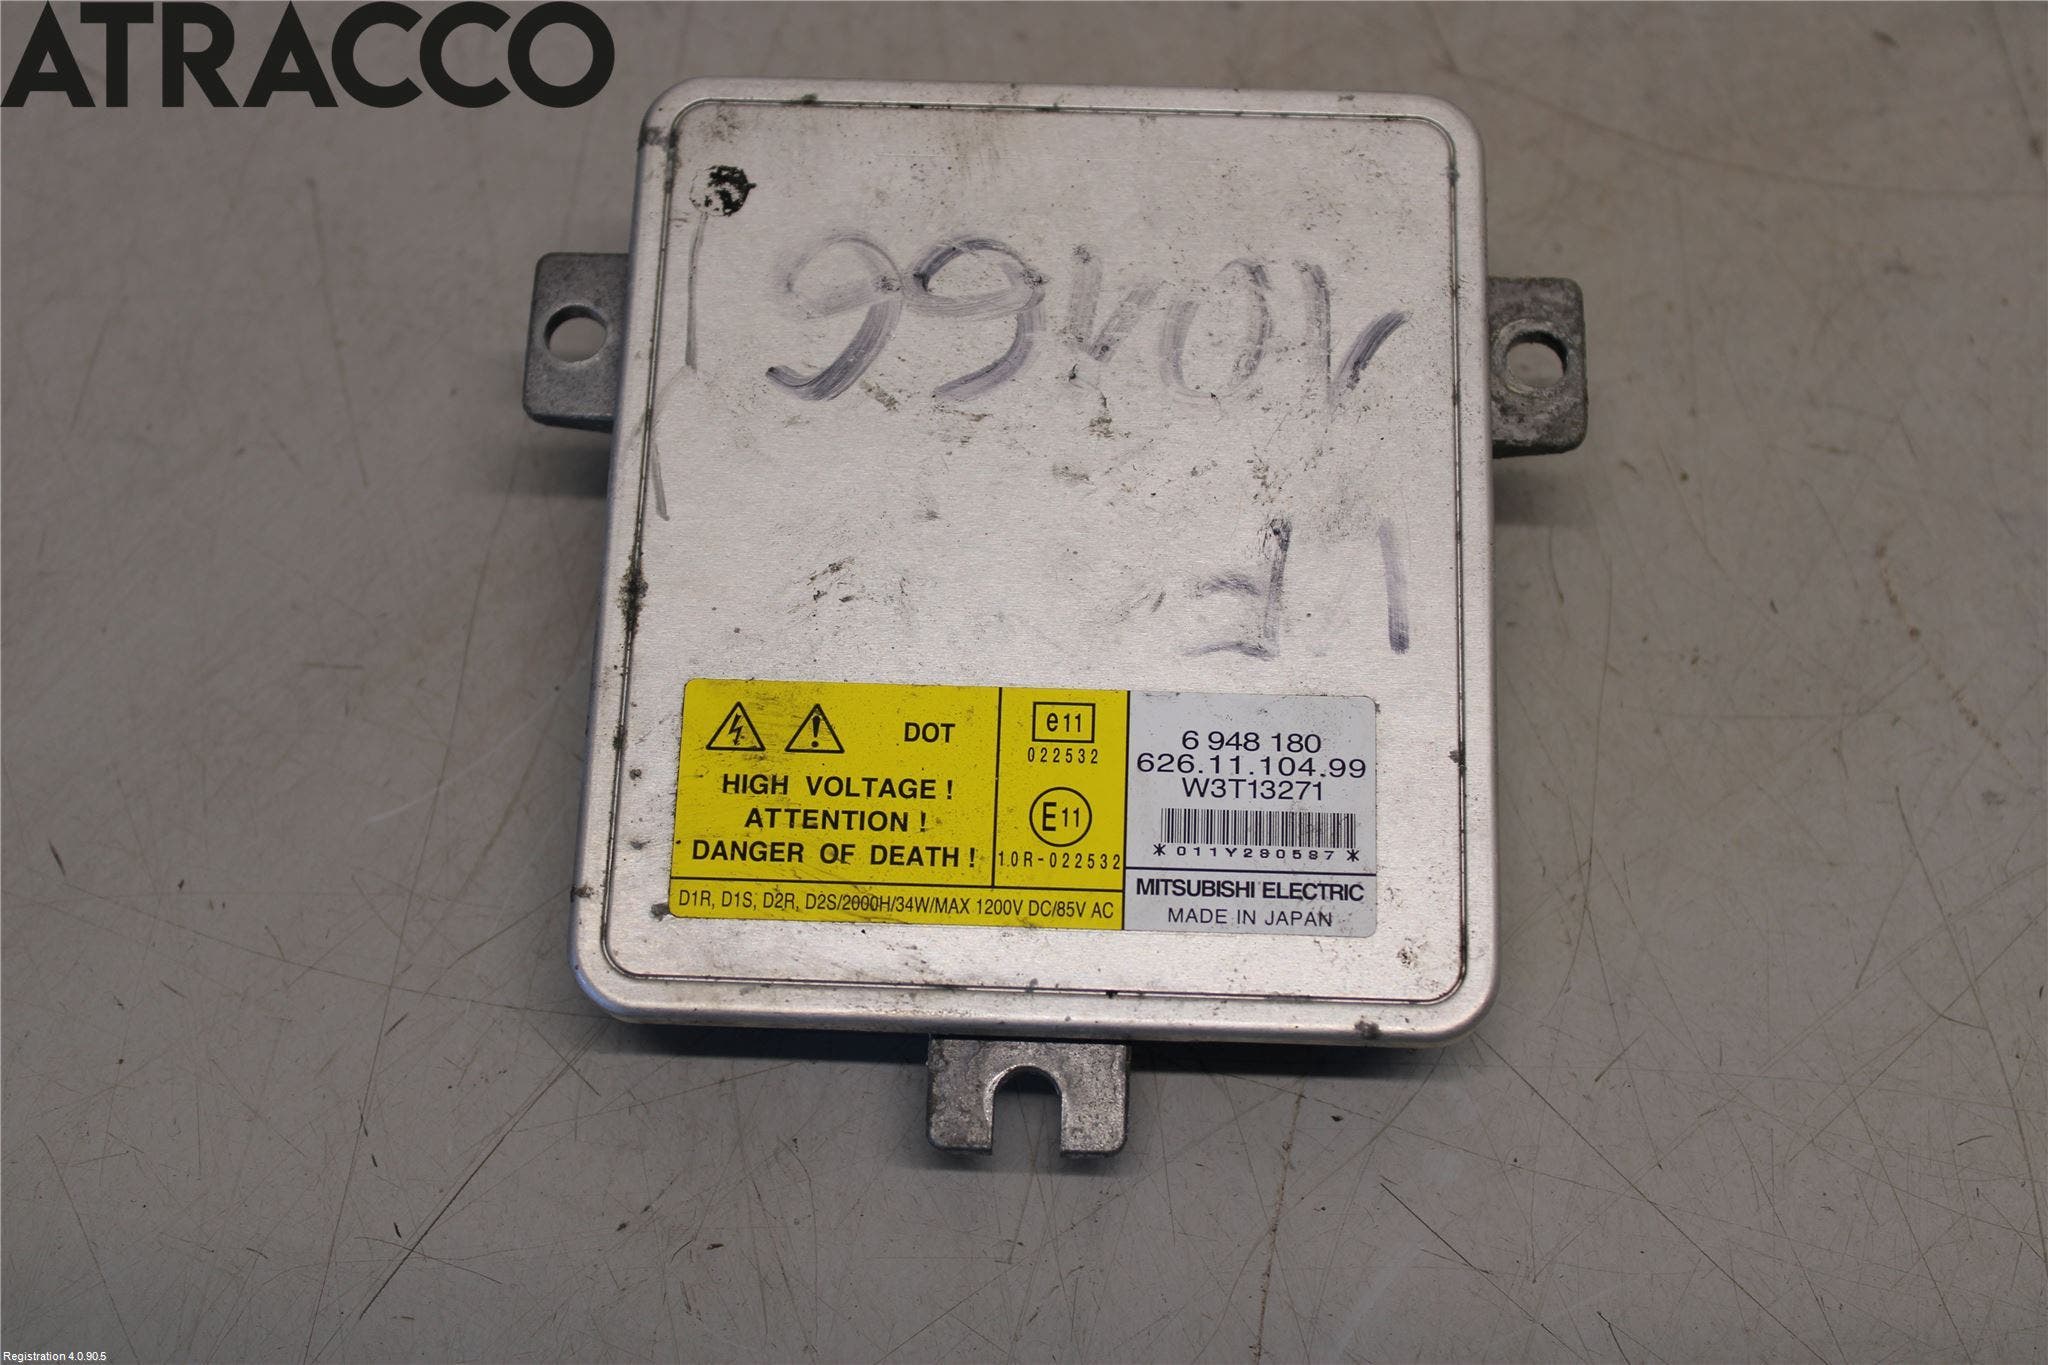 ATRACCO
DOT
HIGH VOLTAGE !
ATTENTION !
DANGER OF DEATH !
e11
022532
E11
1.0R-022532
D1R, D1S, D2R, D2S/2000H/34W/MAX 1200V DC/85V AC
6 948 180
626.11.104.99
W3T13271
*011Y280587*
MITSUBISHI ELECTRIC
MADE IN JAPAN
Registration 4.0.90.5